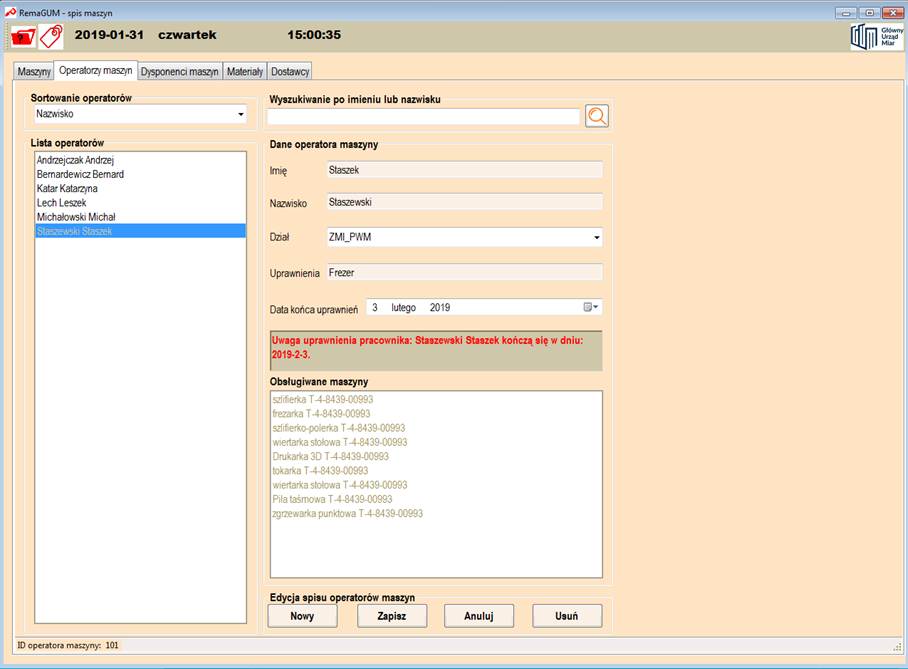 RemaGUM - spis maszyn
2019-01-31 czwartek 15:00:35
Główny
Urząd
Miar
Maszyny Operatorzy maszyn Dysponenci maszyn Materiały Dostawcy
Sortowanie operatorów
Nazwisko
Wyszukiwanie po imieniu lub nazwisku
Lista operatorów
Andrzejczak Andrzej
Bernardewicz Bernard
Katar Katarzyna
Lech Leszek
Michałowski Michał
Staszewski Staszek
Dane operatora maszyny
Imię Staszek
Nazwisko Staszewski
Dział ZMI_PWM
Uprawnienia Frezer
Data końca uprawnień 3 lutego 2019
Uwaga uprawnienia pracownika: Staszewski Staszek kończą się w dniu:
2019-2-3.
Obsługiwane maszyny
szlifierka T-4-8439-00993
frezarka T-4-8439-00993
szlifierko-polerka T-4-8439-00993
wiertarka stołowa T-4-8439-00993
Drukarka 3D T-4-8439-00993
tokarka T-4-8439-00993
wiertarka stołowa T-4-8439-00993
Piła taśmowa T-4-8439-00993
zgrzewarka punktowa T-4-8439-00993
Edycja spisu operatorów maszyn
Nowy Zapisz Anuluj Usuń
ID operatora maszyny: 101